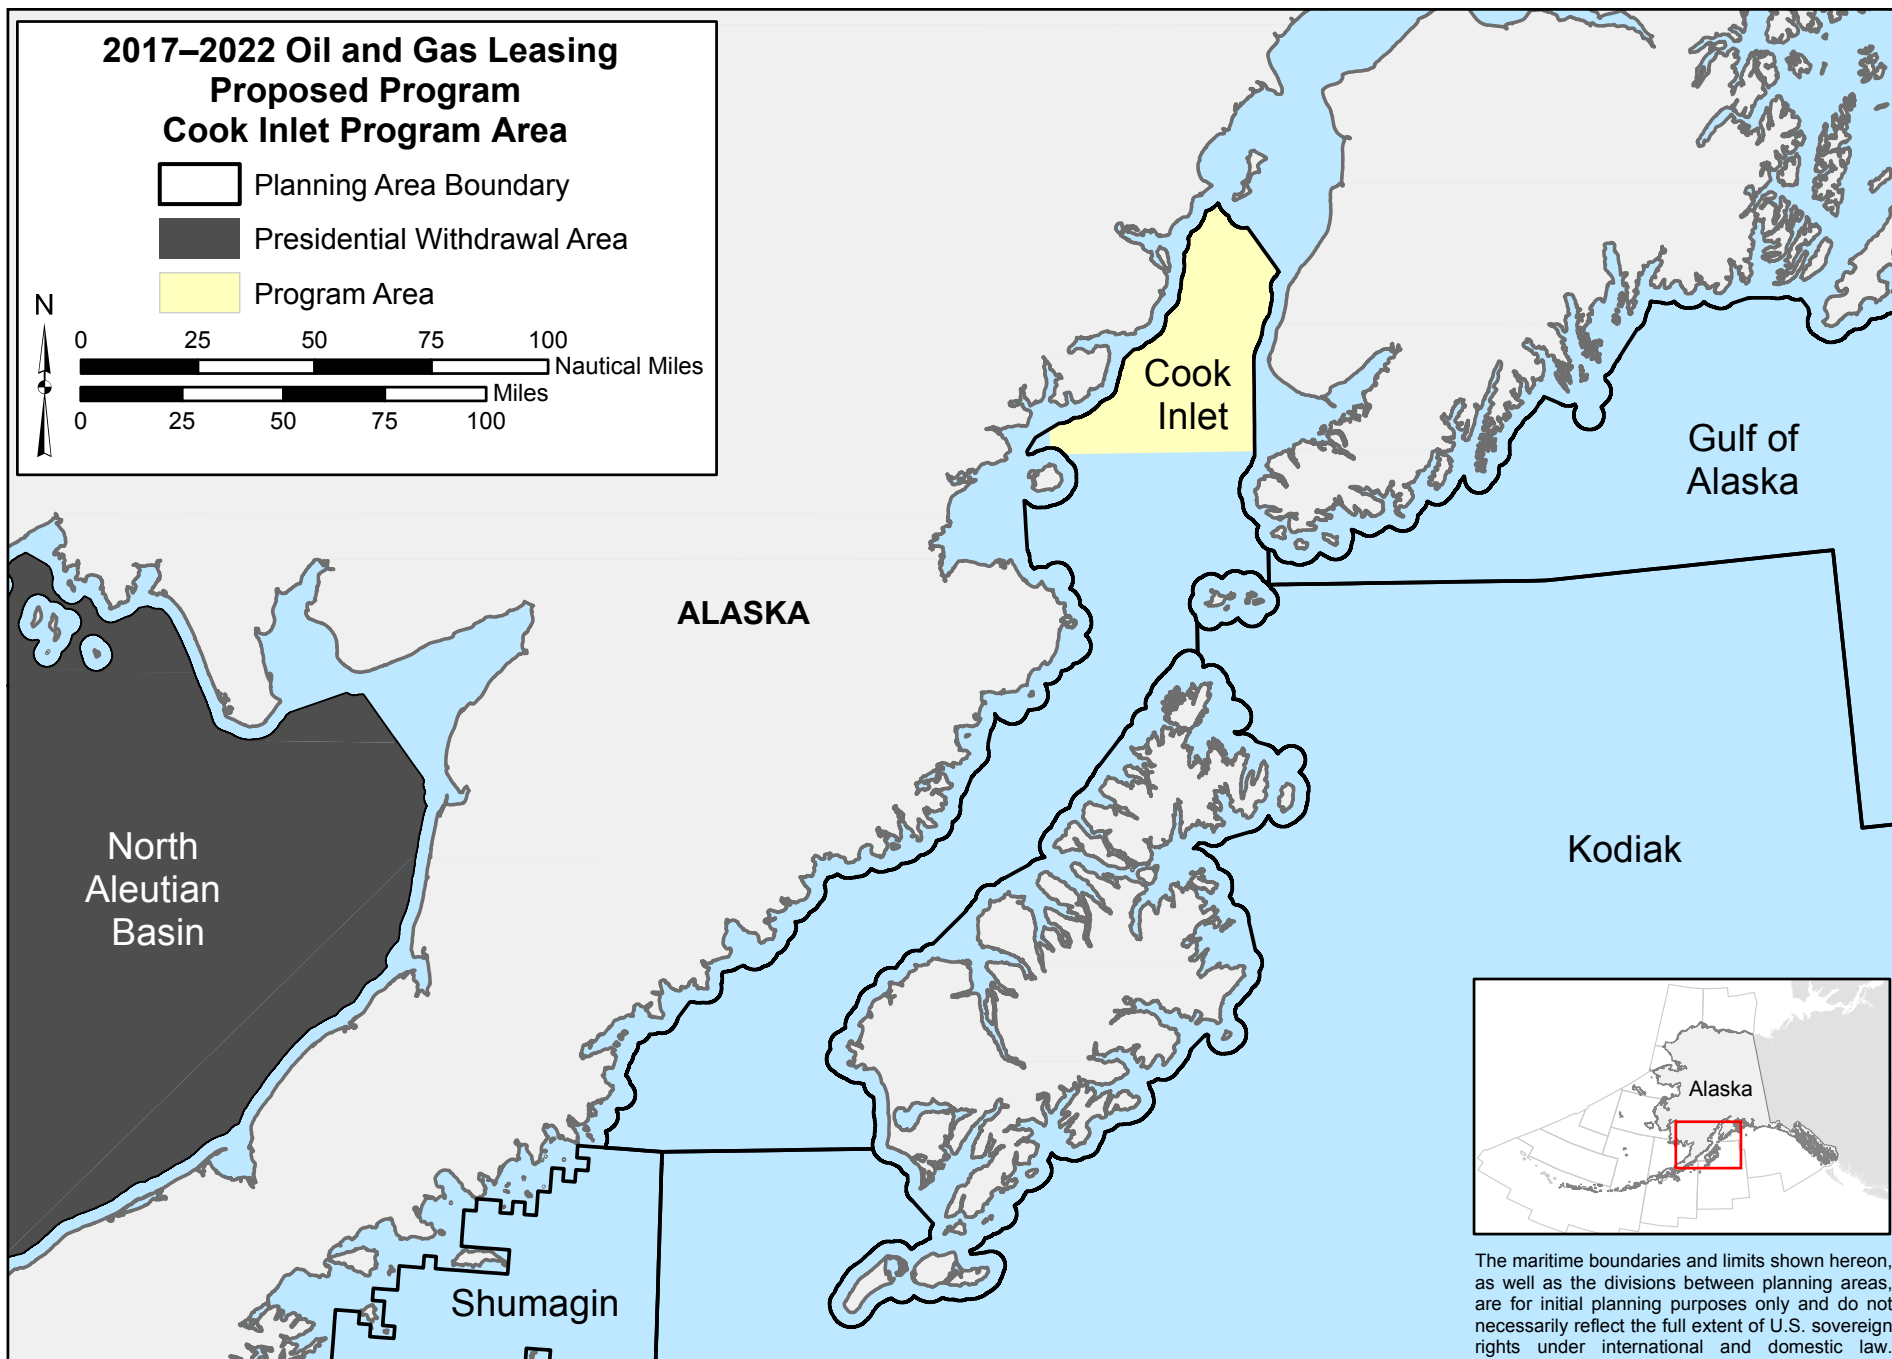 2017–2022 Oil and Gas Leasing
Proposed Program
Cook Inlet Program Area
Planning Area Boundary
Presidential Withdrawal Area
Program Area
N
0 25 50 75 100
Nautical Miles
Miles
0 25 50 75 100
Cook
Inlet
Gulf of
Alaska
ALASKA
North
Aleutian
Basin
Kodiak
Shumagin
Alaska
The maritime boundaries and limits shown hereon,
as well as the divisions between planning areas,
are for initial planning purposes only and do not
necessarily reflect the full extent of U.S. sovereign
rights under international and domestic law.